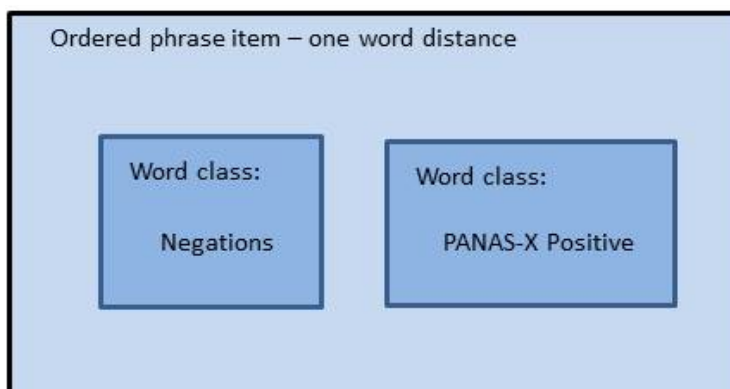 Ordered phrase item – one word distance
Word class:
Negations
Word class:
PANAS-X Positive